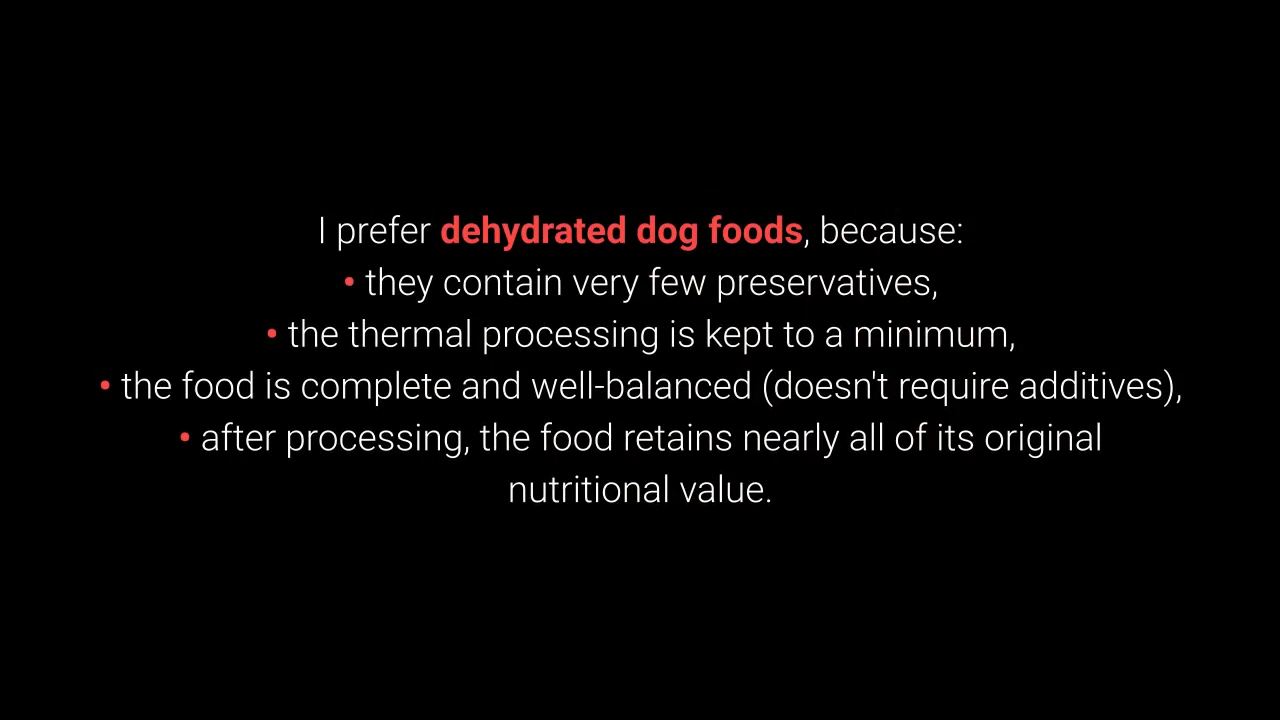 I prefer dehydrated dog foods, because:
• they contain very few preservatives,
• the thermal processing is kept to a minimum,
• the food is complete and well-balanced (doesn't require additives),
• after processing, the food retains nearly all of its original
nutritional value.